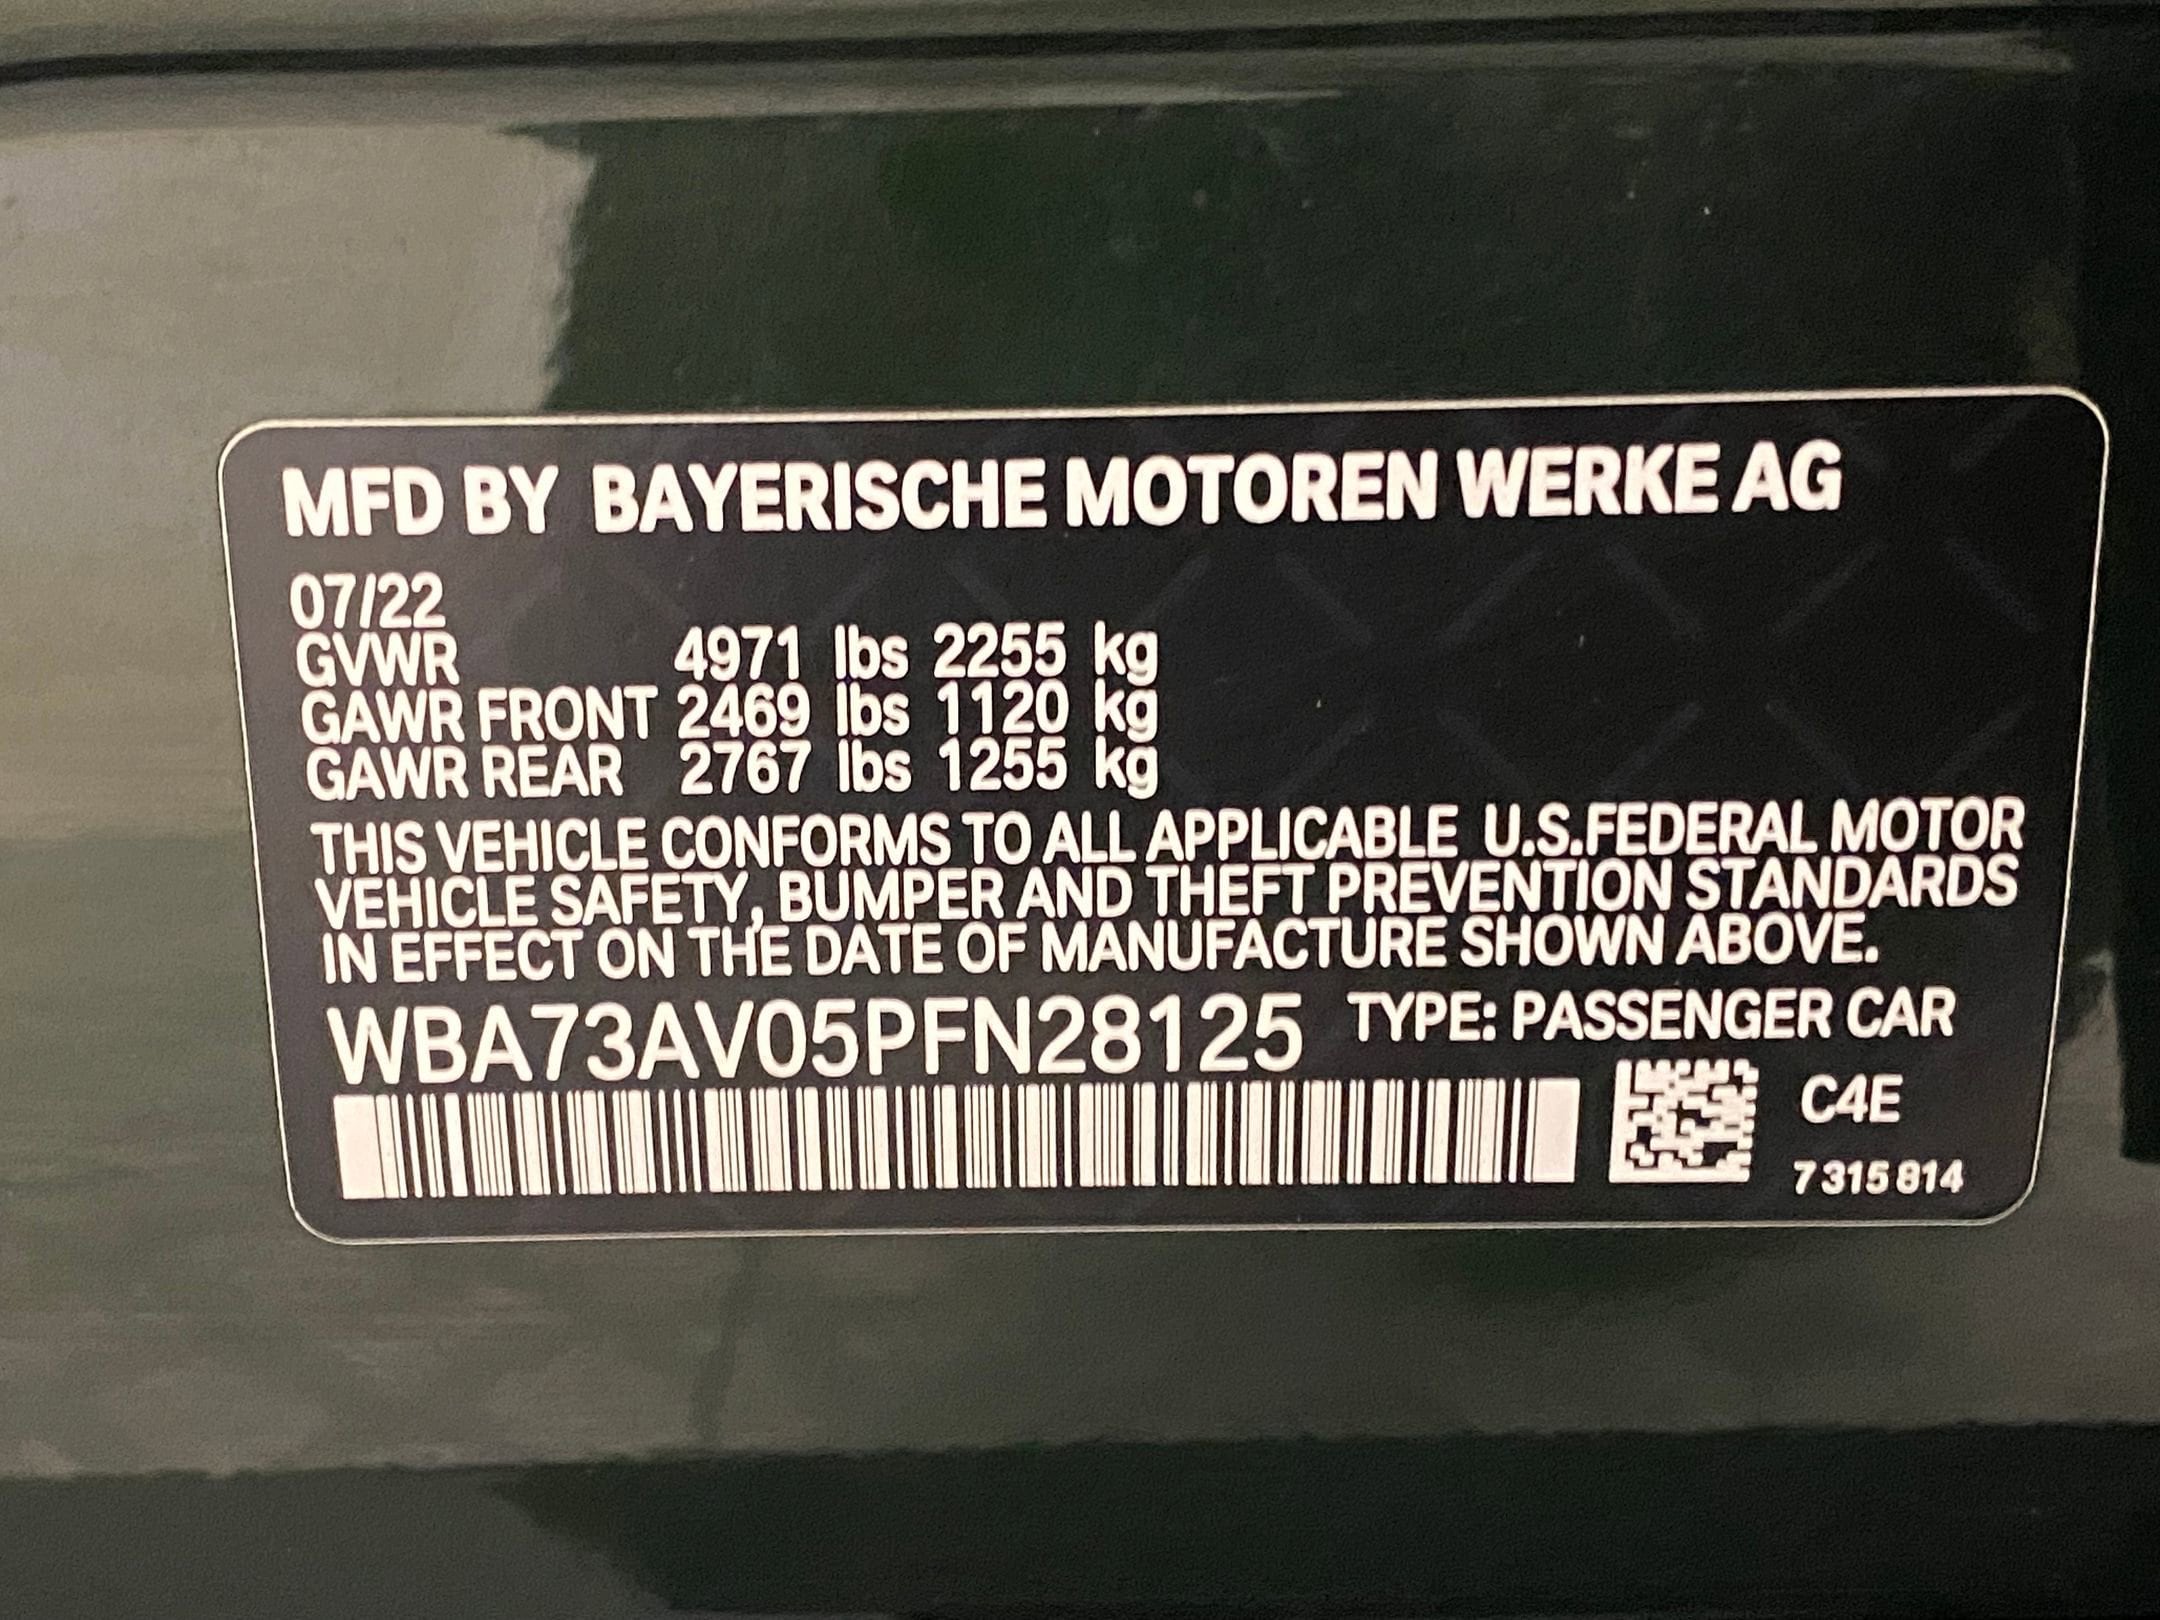 MFD BY BAYERISCHE MOTOREN WERKE AG
07/22
GVWR 4971 lbs 2255 kg
GAWR FRONT 2469 lbs 1120 kg
GAWR REAR 2767 lbs 1255 kg
THIS VEHICLE CONFORMS TO ALL APPLICABLE U.S.FEDERAL MOTOR
VEHICLE SAFETY, BUMPER AND THEFT PREVENTION STANDARDS
IN EFFECT ON THE DATE OF MANUFACTURE SHOWN ABOVE.
WBA73AV05PFN28125 TYPE: PASSENGER CAR
C4E
7 315 814